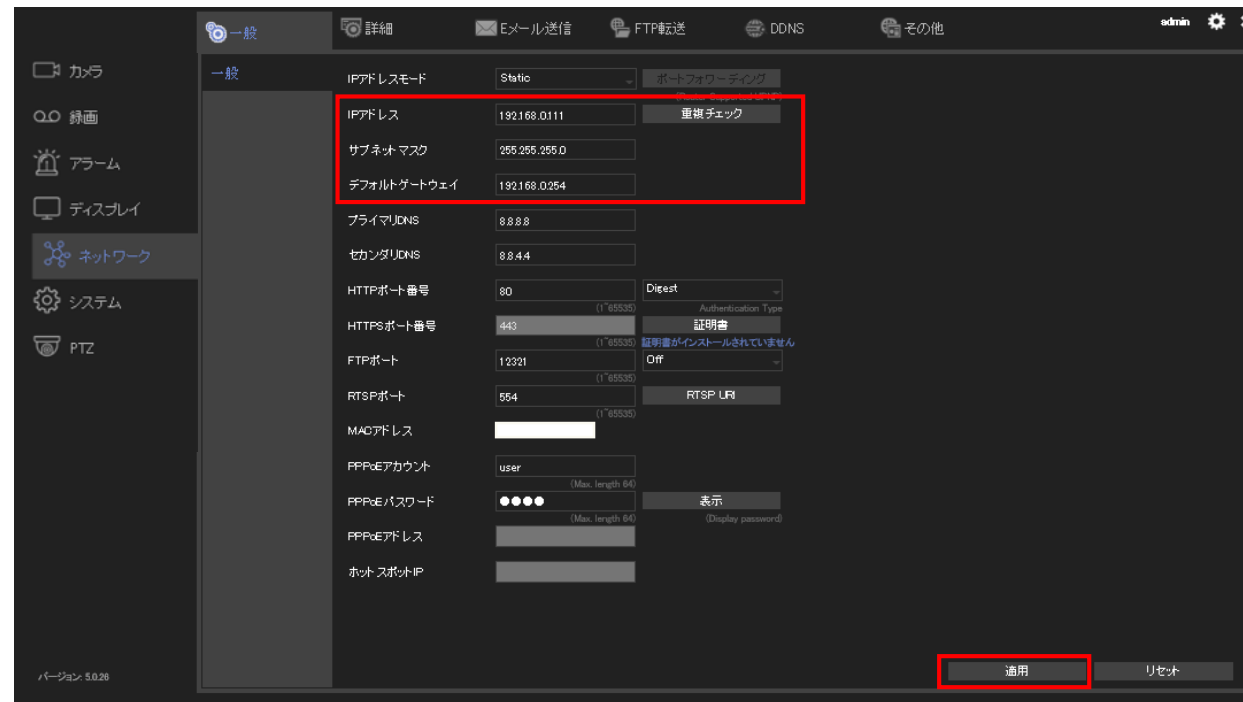 一般
詳細
Eメール送信
FTP転送
DDNS
その他
admin
カメラ
録画
アラーム
ディスプレイ
ネットワーク
システム
PTZ
一般
IPアドレスモード Static ポートフォワーディング
IPアドレス 192.168.0.111 重複チェック
サブネットマスク 255.255.255.0
デフォルトゲートウェイ 192.168.0.254
プライマリDNS 8.8.8.8
セカンダリDNS 8.8.4.4
HTTPポート番号 80 Digest
(1~65535) Authentication Type
HTTPSポート番号 443 証明書
(1~65535) 証明書がインストールされていません
FTPポート 12321 Off
(1~65535)
RTSPポート 554 RTSP URI
(1~65535)
MACアドレス
PPPoEアカウント user
(Max. length 64)
PPPoEパスワード ●●●● 表示
(Max. length 64) (Display password)
PPPoEアドレス
ホットスポットIP
適用 リセット
バージョン: 5.0.26